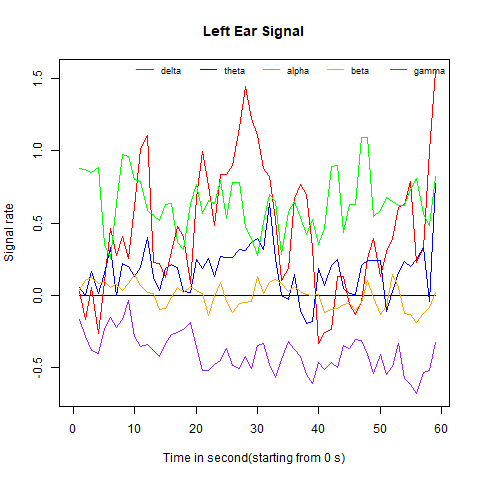 Left Ear Signal
delta theta alpha beta gamma
Signal rate
1.5
1.0
0.5
0.0
-0.5
0 10 20 30 40 50 60
Time in second(starting from 0 s)